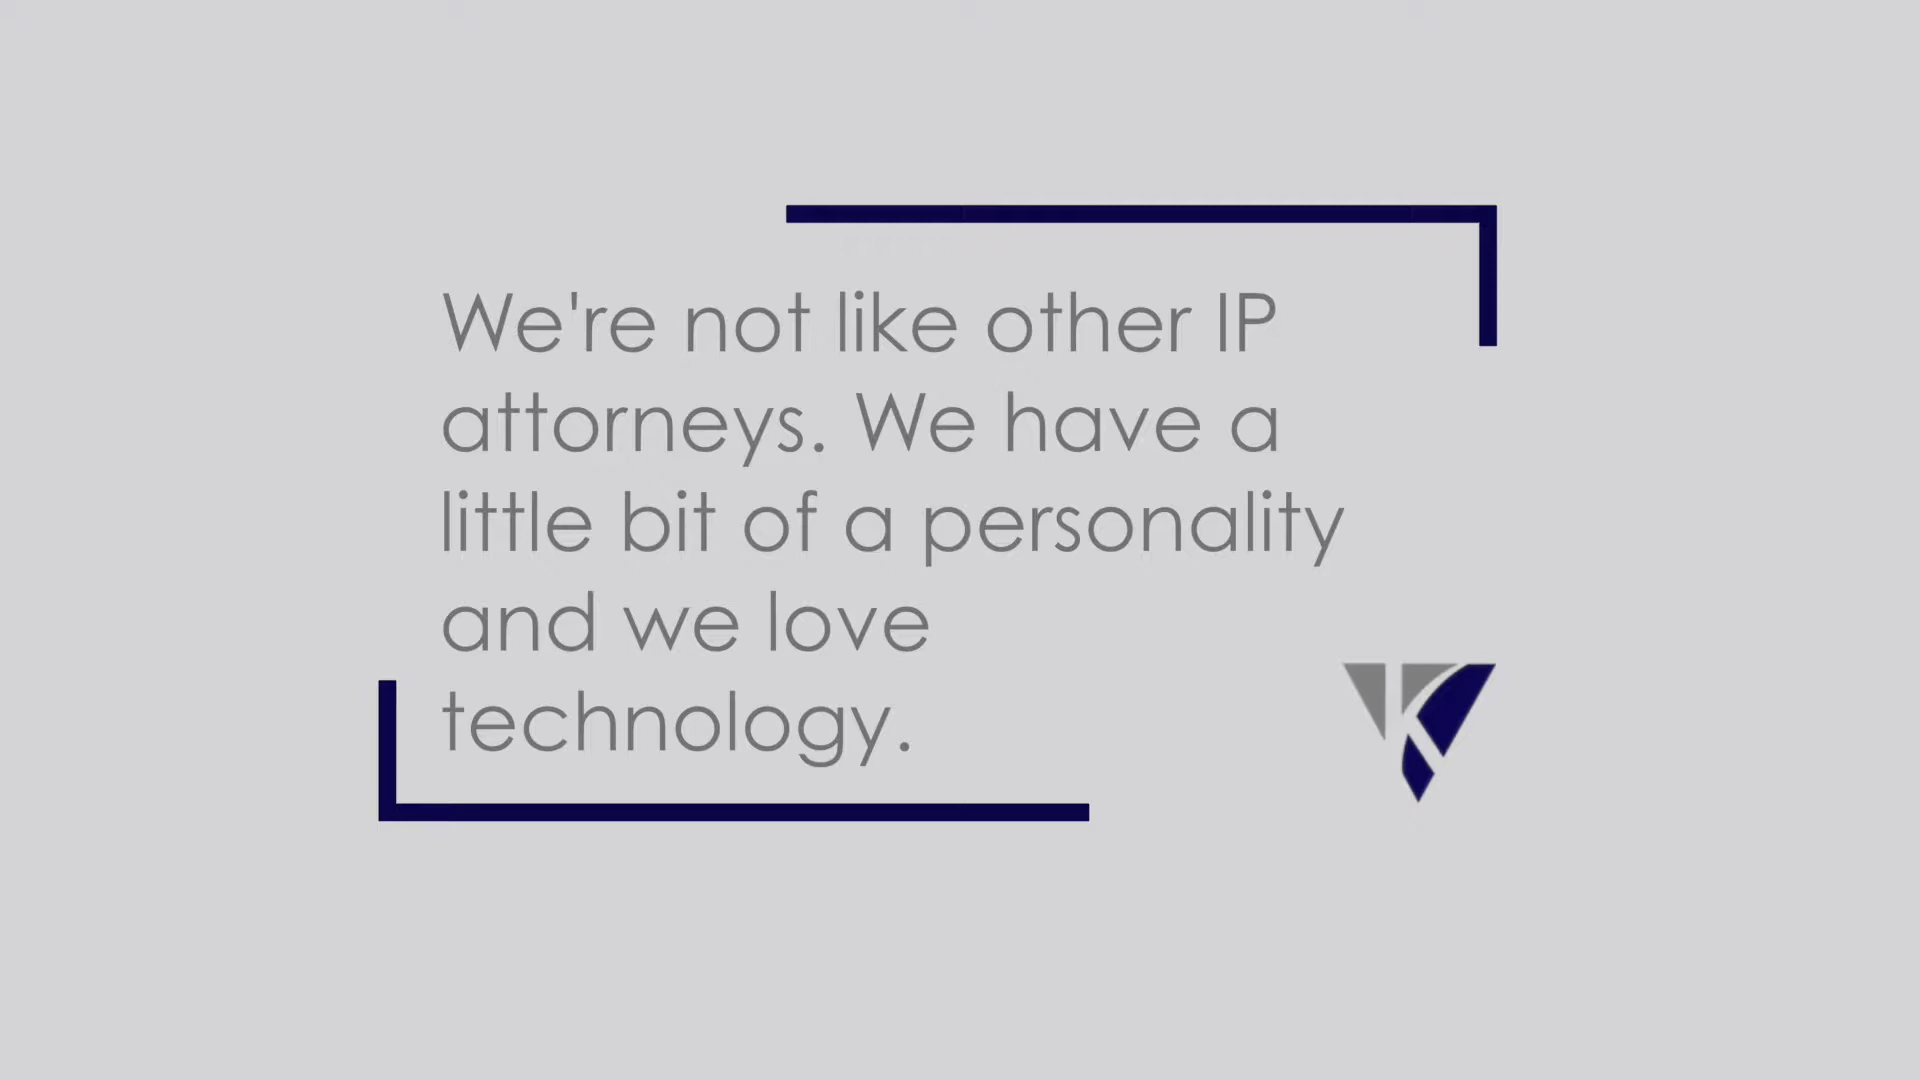 We're not like other IP
attorneys. We have a
little bit of a personality
and we love
technology.
K